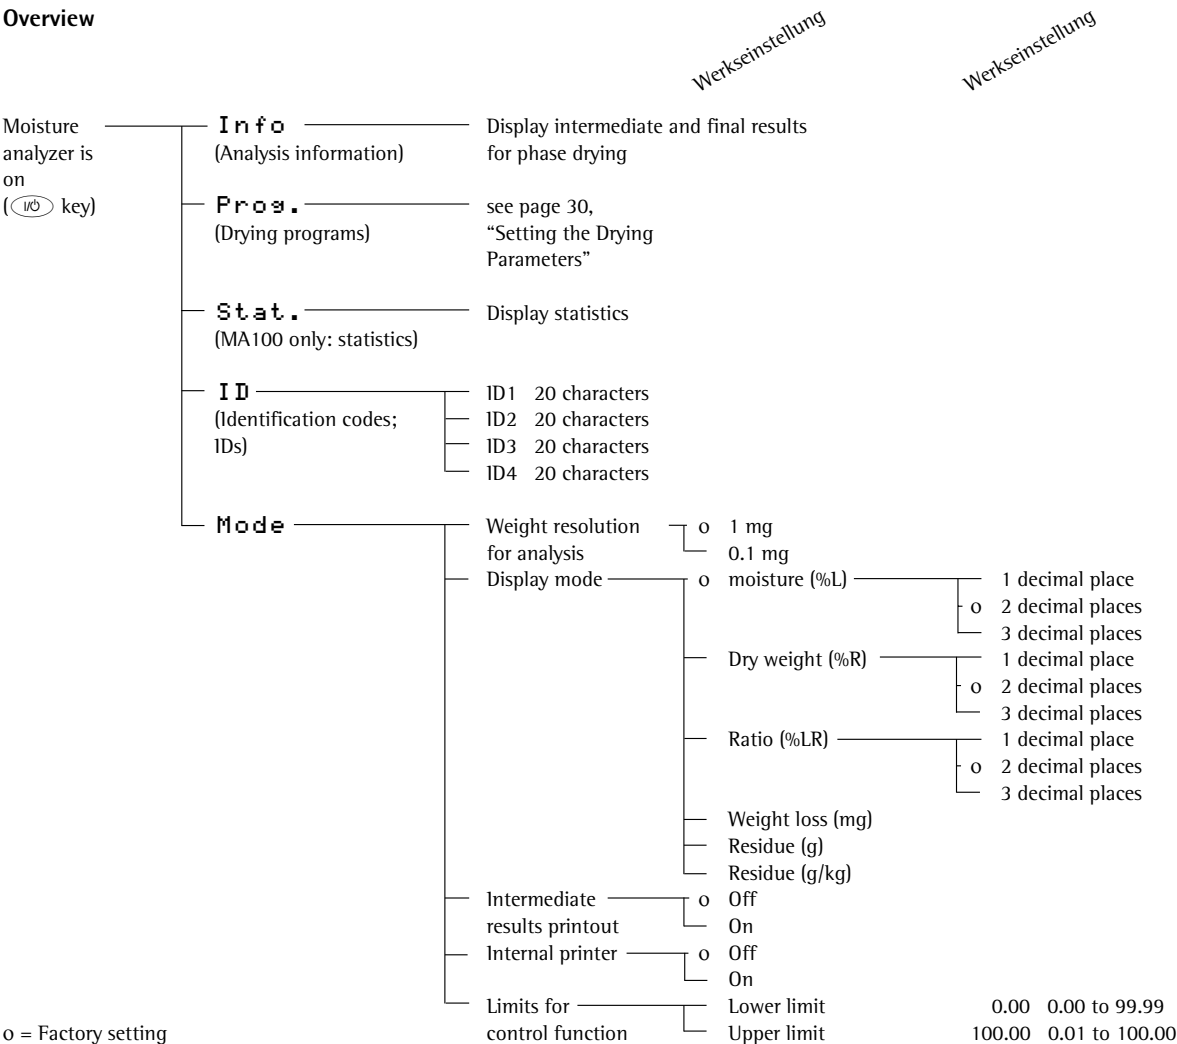 Overview
Werkseinstellung
Werkseinstellung
Moisture
analyzer is
on
(I/⏻ key)
Info
(Analysis information)
Display intermediate and final results
for phase drying
Prog.
(Drying programs)
see page 30,
“Setting the Drying
Parameters”
Stat.
(MA100 only: statistics)
Display statistics
ID
(Identification codes;
IDs)
ID1 20 characters
ID2 20 characters
ID3 20 characters
ID4 20 characters
Mode
Weight resolution
for analysis
o 1 mg
0.1 mg
Display mode
o moisture (%L)
1 decimal place
o 2 decimal places
3 decimal places
Dry weight (%R)
1 decimal place
o 2 decimal places
3 decimal places
Ratio (%LR)
1 decimal place
o 2 decimal places
3 decimal places
Weight loss (mg)
Residue (g)
Residue (g/kg)
Intermediate
results printout
o Off
On
Internal printer
o Off
On
Limits for
control function
Lower limit 0.00 0.00 to 99.99
Upper limit 100.00 0.01 to 100.00
o = Factory setting